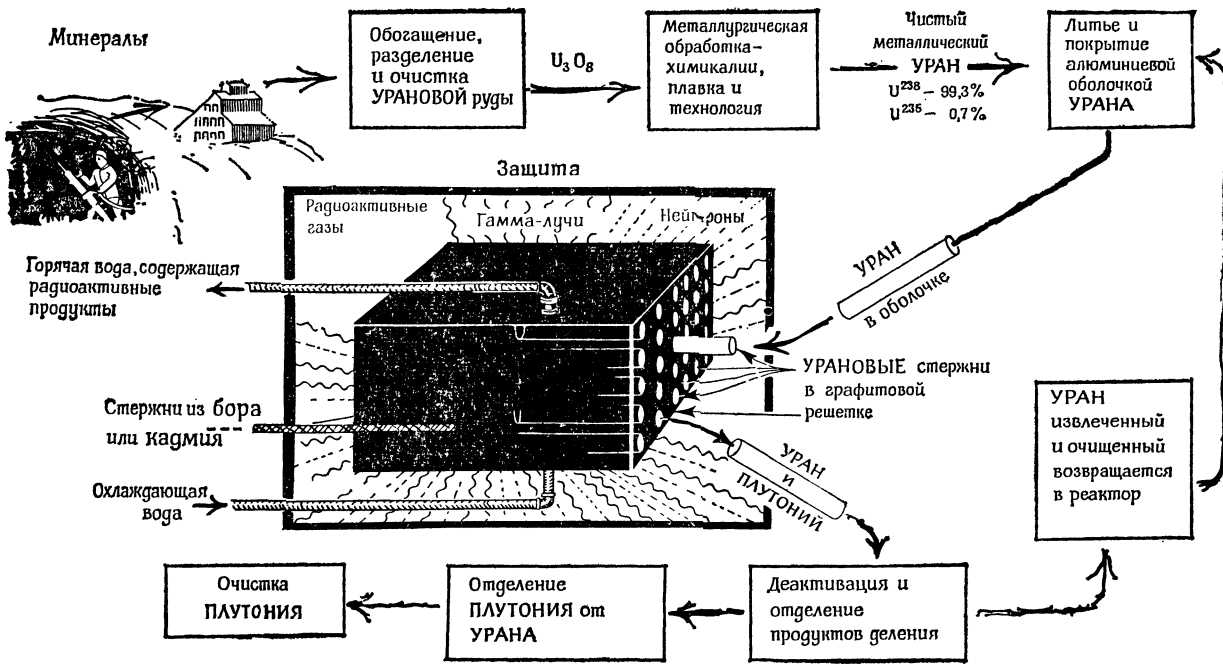 Минералы
Обогащение,
разделение
и очистка
УРАНОВОЙ руды
U₃O₈
Металлургическая
обработка-
химикалии,
плавка и
технология
Чистый
металлический
УРАН
U²³⁸ – 99,3%
U²³⁵ – 0,7%
Литье и
покрытие
алюминиевой
оболочкой
УРАНА
Защита
Радиоактивные
газы
Гамма-лучи
Нейтроны
Горячая вода, содержащая
радиоактивные
продукты
УРАН
в оболочке
УРАНОВЫЕ стержни
в графитовой
решетке
Стержни из бора
или кадмия
УРАН
и
ПЛУТОНИЙ
Охлаждающая
вода
УРАН
извлеченный
и очищенный
возвращается
в реактор
Очистка
ПЛУТОНИЯ
Отделение
ПЛУТОНИЯ от
УРАНА
Деактивация и
отделение
продуктов деления